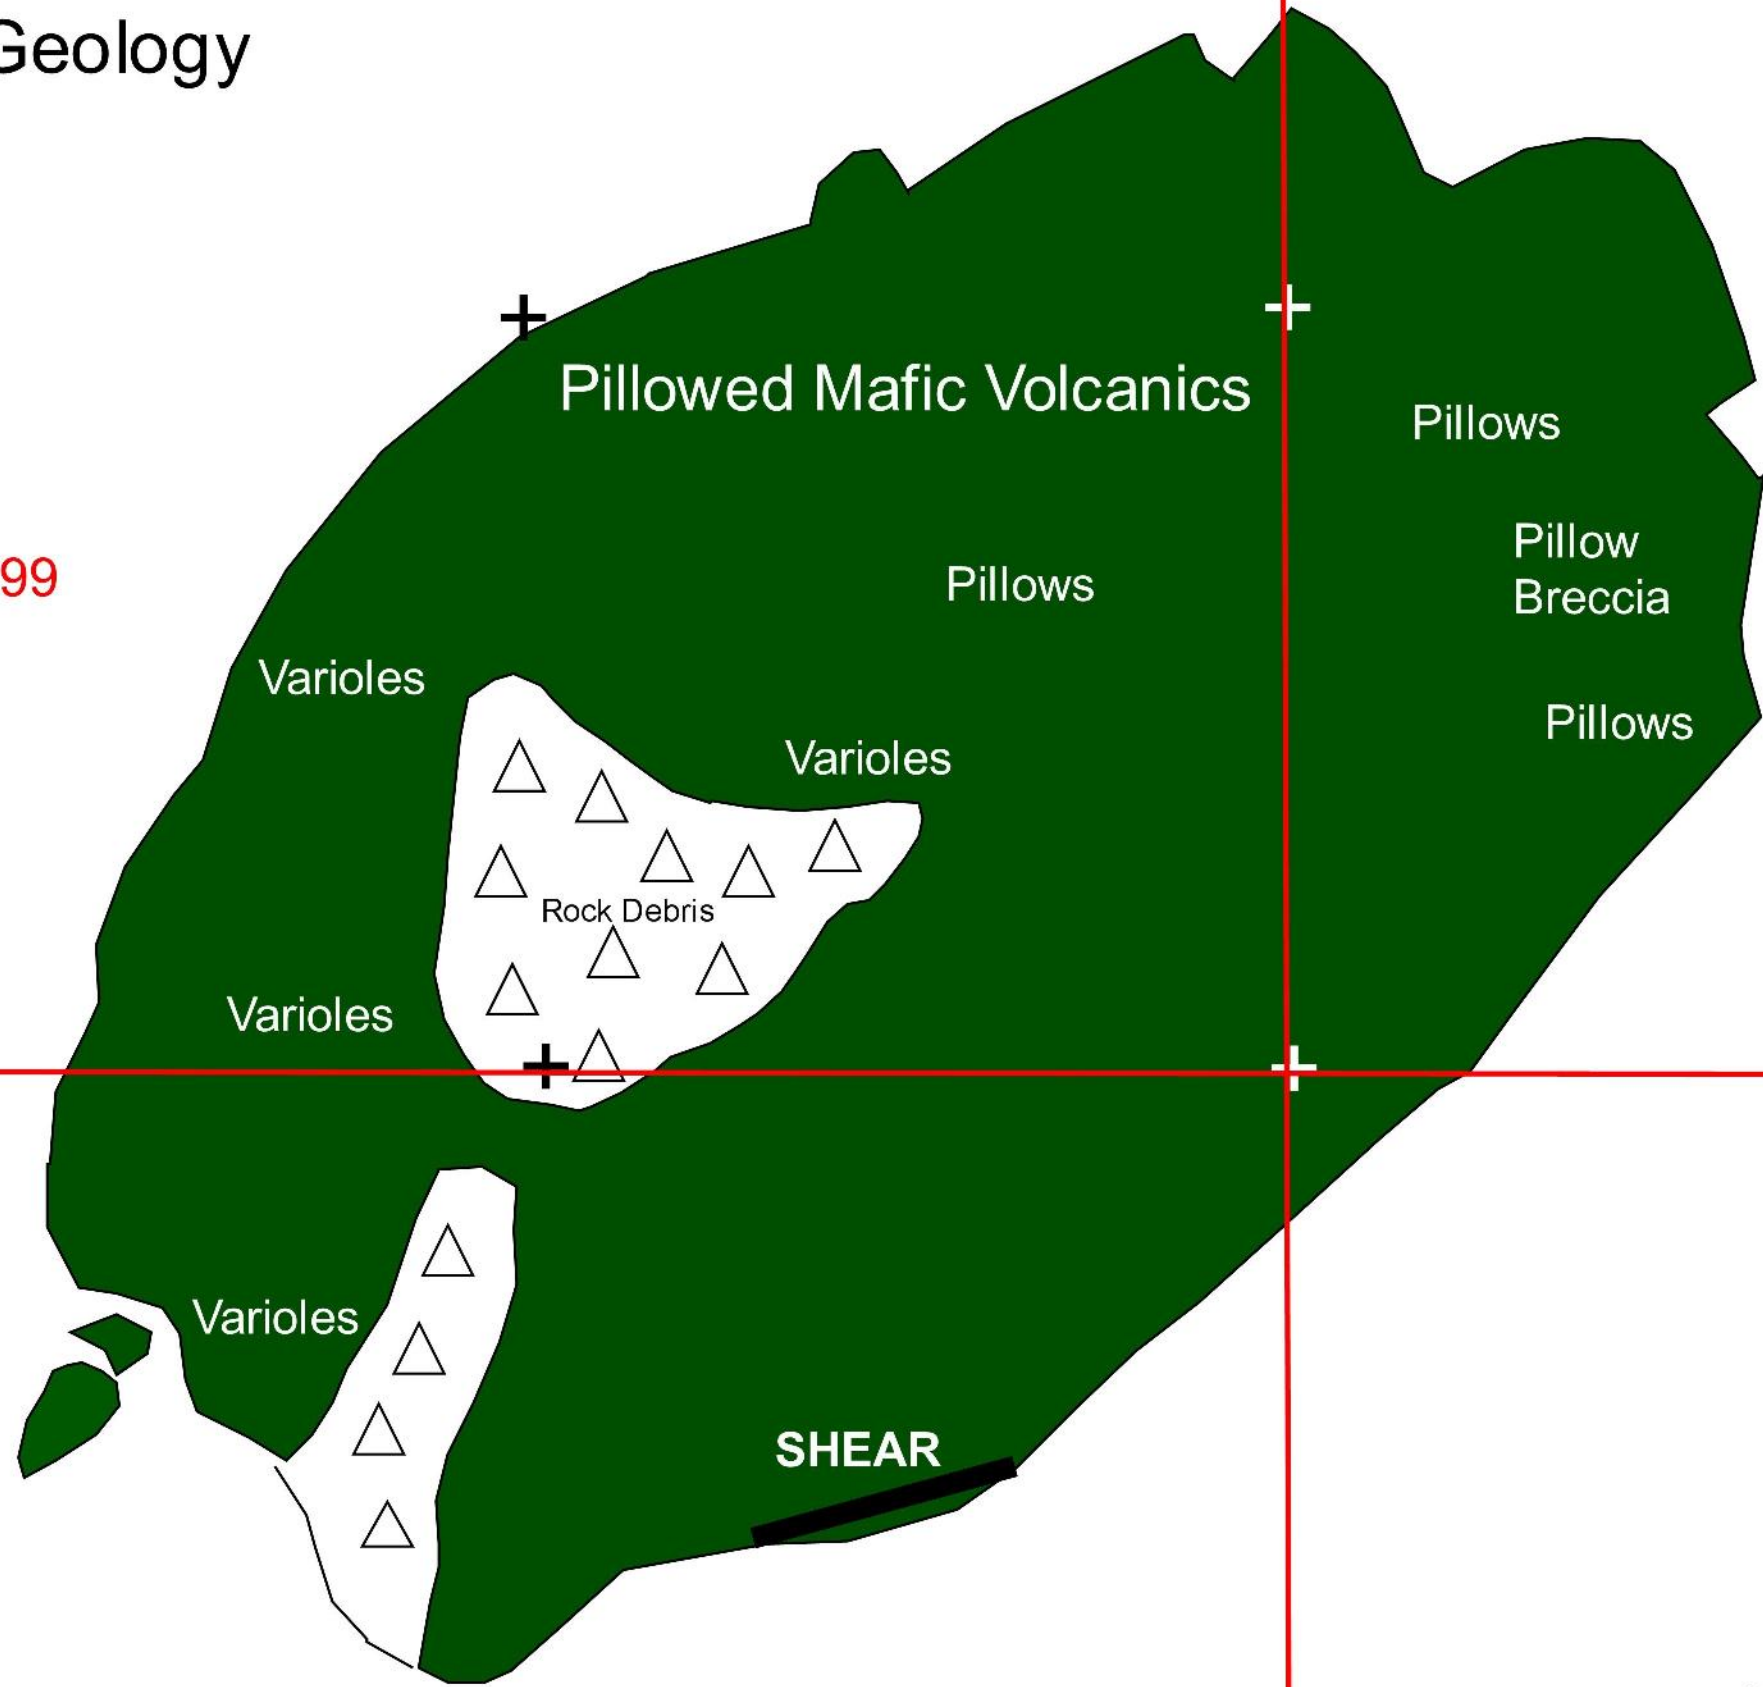 Geology
Pillowed Mafic Volcanics
Pillows
Pillow
Breccia
Pillows
99
Varioles
Pillows
Varioles
Rock Debris
Varioles
Varioles
SHEAR